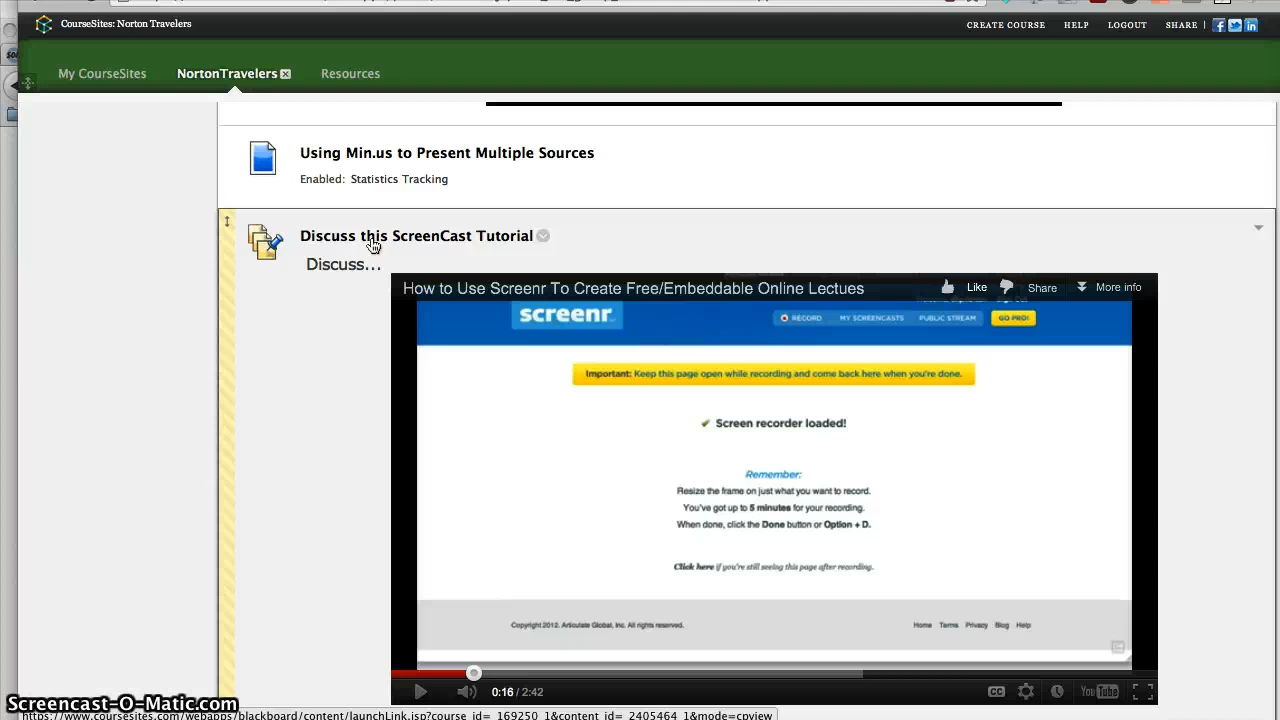 CourseSites: Norton Travelers
CREATE COURSE HELP LOGOUT SHARE
My CourseSites NortonTravelers Resources
Using Min.us to Present Multiple Sources
Enabled: Statistics Tracking
Discuss this ScreenCast Tutorial
Discuss...
How to Use Screenr To Create Free/Embeddable Online Lectues Like Share More info
screenr RECORD MY SCREENCASTS PUBLIC STREAM GO PRO!
Important: Keep this page open while recording and come back here when you're done.
Screen recorder loaded!
Remember:
Resize the frame on just what you want to record.
You've got up to 5 minutes for your recording.
When done, click the Done button or Option + D.
Click here if you're still seeing this page after recording.
Copyright 2012. Articulate Global, Inc. All rights reserved. Home Terms Privacy Blog Help
0:16 / 2:42 CC YouTube
Screencast-O-Matic.com
https://www.coursesites.com/webapps/blackboard/content/launchLink.jsp?course_id=_169250_1&content_id=_2405464_1&mode=cpview